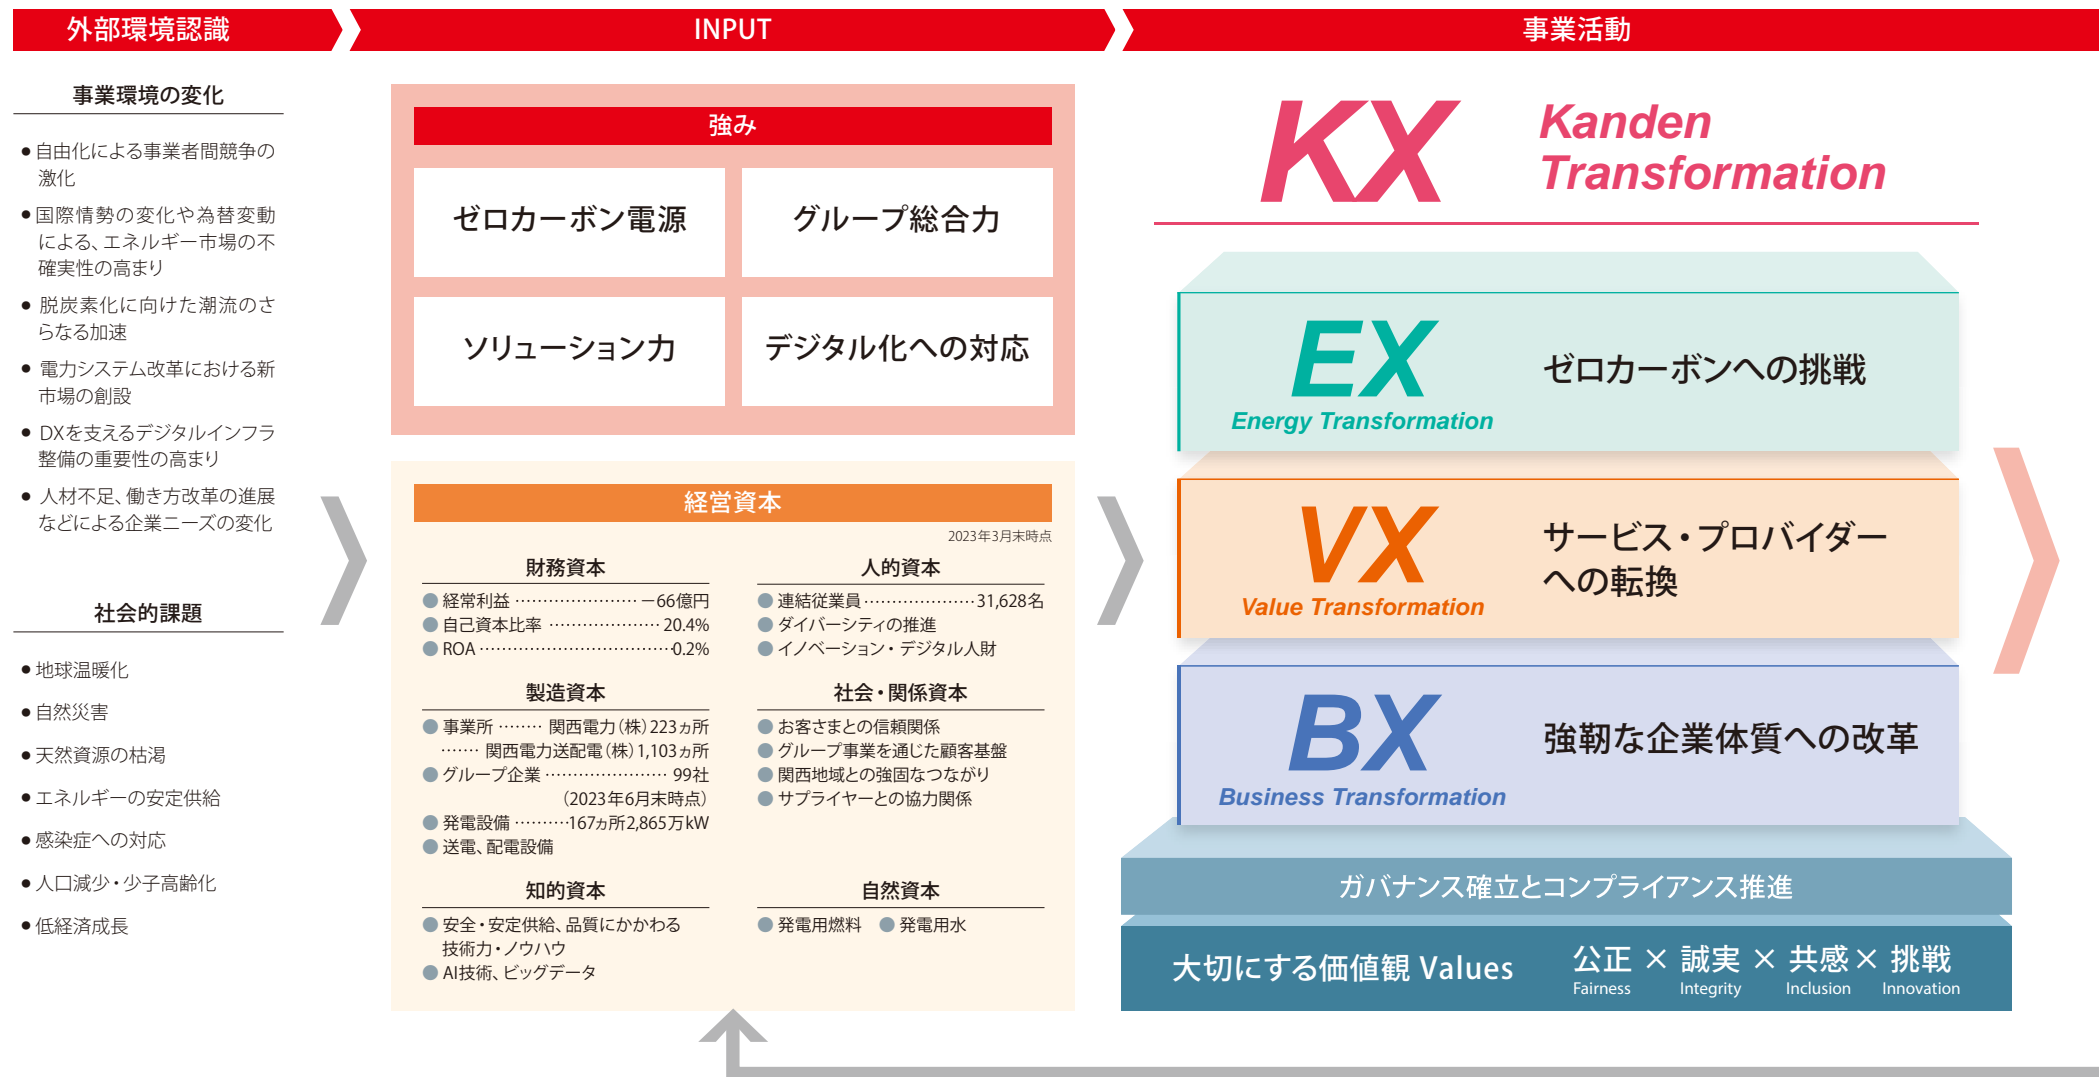 外部環境認識
INPUT
事業活動
事業環境の変化
●自由化による事業者間競争の
激化
●国際情勢の変化や為替変動
による、エネルギー市場の不
確実性の高まり
● 脱炭素化に向けた潮流のさ
らなる加速
● 電力システム改革における新
市場の創設
● DXを支えるデジタルインフラ
整備の重要性の高まり
● 人材不足、働き方改革の進展
などによる企業ニーズの変化
社会的課題
●地球温暖化
●自然災害
●天然資源の枯渇
●エネルギーの安定供給
●感染症への対応
●人口減少・少子高齢化
●低経済成長
強み
ゼロカーボン電源
グループ総合力
ソリューション力
デジタル化への対応
経営資本
2023年3月末時点
財務資本
●経常利益 …………………… ー66億円
●自己資本比率 ………………… 20.4%
●ROA ………………………………0.2%
人的資本
●連結従業員…………………31,628名
●ダイバーシティの推進
●イノベーション・デジタル人財
製造資本
●事業所 ……… 関西電力(株)223ヵ所
……… 関西電力送配電(株)1,103ヵ所
●グループ企業 …………………… 99社
(2023年6月末時点)
●発電設備 ………167ヵ所2,865万kW
●送電、配電設備
社会・関係資本
●お客さまとの信頼関係
●グループ事業を通じた顧客基盤
●関西地域との強固なつながり
●サプライヤーとの協力関係
知的資本
●安全・安定供給、品質にかかわる
技術力・ノウハウ
●AI技術、ビッグデータ
自然資本
●発電用燃料 ●発電用水
KX
Kanden
Transformation
EX
Energy Transformation
ゼロカーボンへの挑戦
VX
Value Transformation
サービス・プロバイダー
への転換
BX
Business Transformation
強靭な企業体質への改革
ガバナンス確立とコンプライアンス推進
大切にする価値観 Values
公正 × 誠実 × 共感 × 挑戦
Fairness Integrity Inclusion Innovation